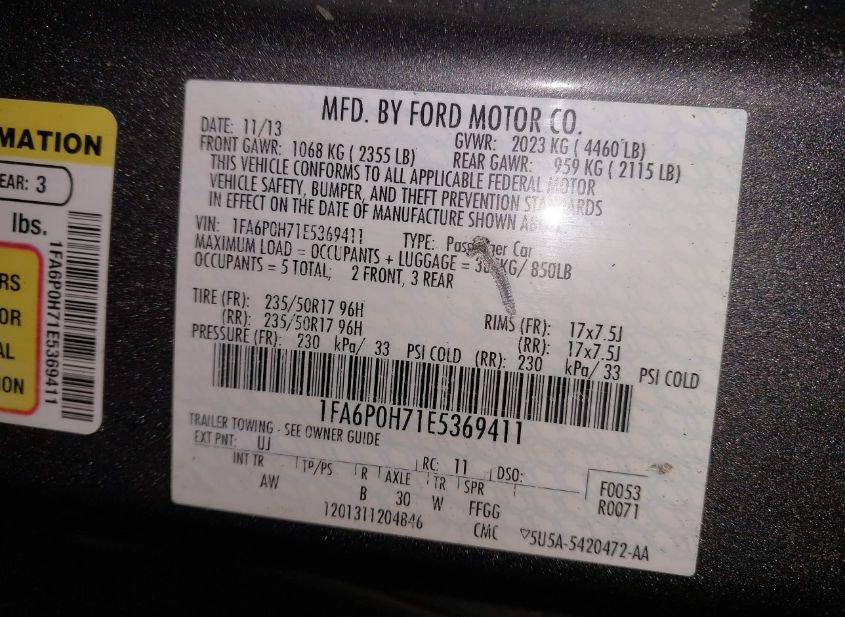 MATION
EAR: 3
lbs.
RS
OR
AL
ION
1FA6P0H71E5369411
MFD. BY FORD MOTOR CO.
DATE: 11/13 GVWR: 2023 KG ( 4460 LB)
FRONT GAWR: 1068 KG ( 2355 LB) REAR GAWR: 959 KG ( 2115 LB)
THIS VEHICLE CONFORMS TO ALL APPLICABLE FEDERAL MOTOR
VEHICLE SAFETY, BUMPER, AND THEFT PREVENTION STANDARDS
IN EFFECT ON THE DATE OF MANUFACTURE SHOWN ABOVE.
VIN: 1FA6P0H71E5369411 TYPE: Passenger Car
MAXIMUM LOAD = OCCUPANTS + LUGGAGE = KG/ 850LB
OCCUPANTS = 5 TOTAL; 2 FRONT, 3 REAR
TIRE (FR): 235/50R17 96H RIMS (FR): 17x7.5J
(RR): 235/50R17 96H (RR): 17x7.5J
PRESSURE (FR): 230 kPa/ 33 PSI COLD (RR): 230 kPa/ 33 PSI COLD
1FA6P0H71E5369411
TRAILER TOWING - SEE OWNER GUIDE
EXT PNT: UJ RC: 11 DSO:
INT TR TP/PS R AXLE TR SPR F0053
AW B 30 W FFGG R0071
1201311204846 CMC ▽5U5A-5420472-AA